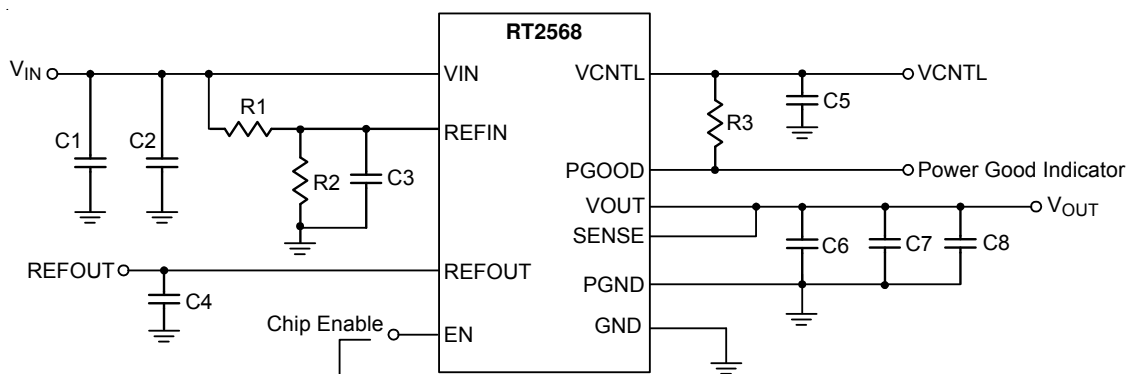 RT2568
VIN
VIN
VCNTL
VCNTL
R1
C5
C1
C2
REFIN
R3
R2
C3
PGOOD
Power Good Indicator
VOUT
VOUT
SENSE
C6
C7
C8
REFOUT
REFOUT
PGND
C4
Chip Enable
EN
GND